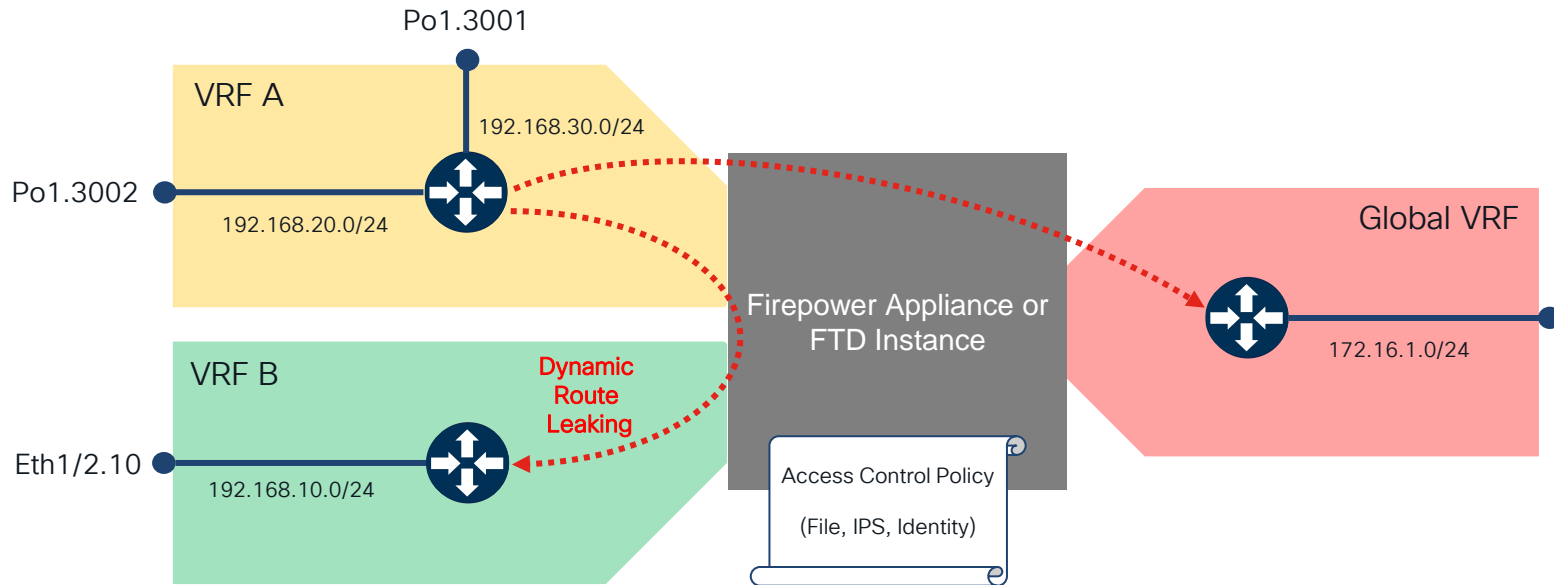 Po1.3001
VRF A
192.168.30.0/24
Po1.3002
192.168.20.0/24
Global VRF
Firepower Appliance or
FTD Instance
172.16.1.0/24
VRF B
Dynamic
Route
Leaking
Eth1/2.10
192.168.10.0/24
Access Control Policy
(File, IPS, Identity)